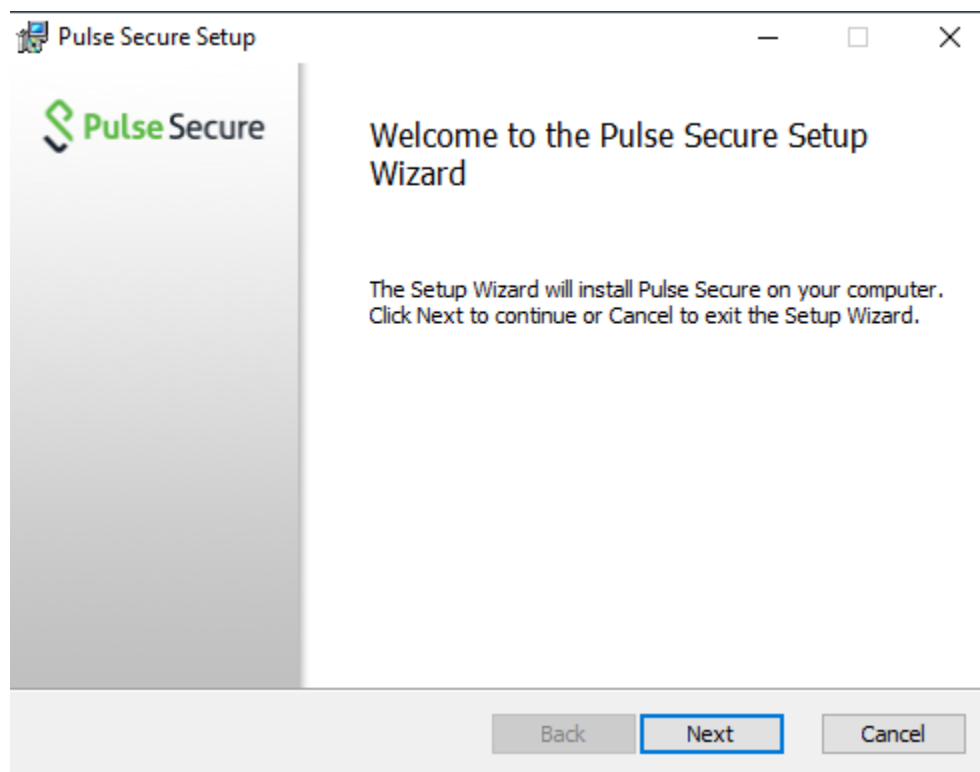 Pulse Secure Setup
Pulse Secure
Welcome to the Pulse Secure Setup
Wizard
The Setup Wizard will install Pulse Secure on your computer.
Click Next to continue or Cancel to exit the Setup Wizard.
Back
Next
Cancel